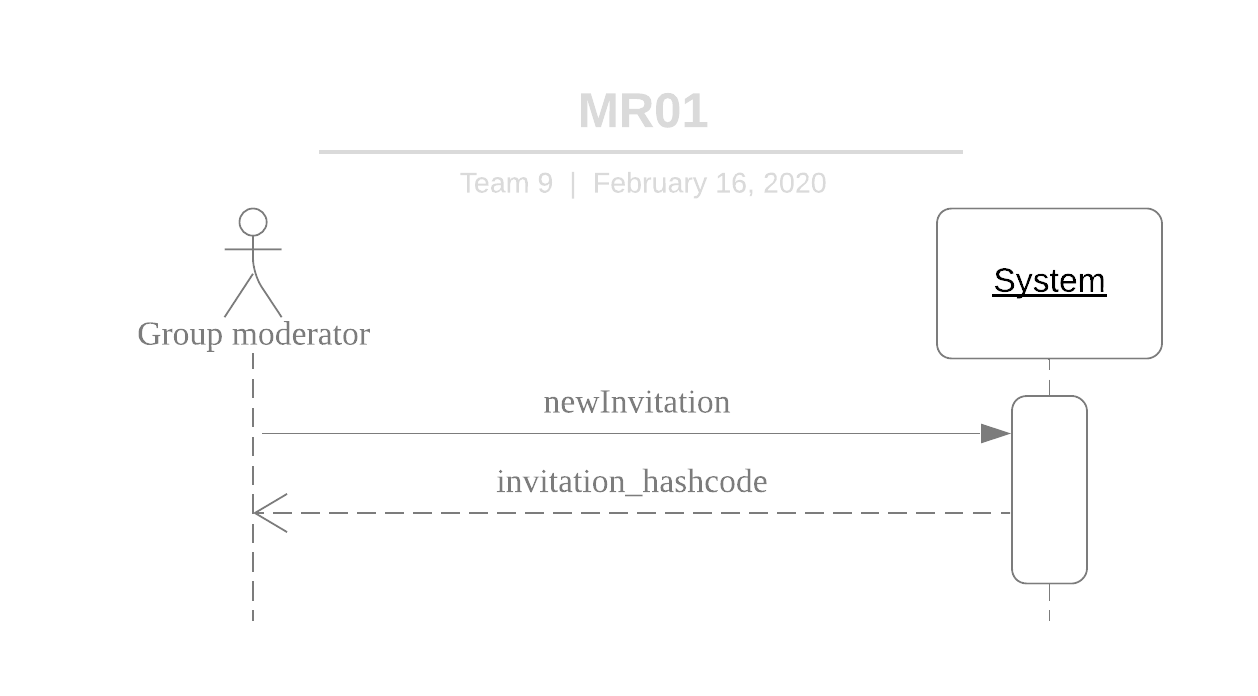 MR01
Team 9 | February 16, 2020
System
Group moderator
newInvitation
invitation_hashcode